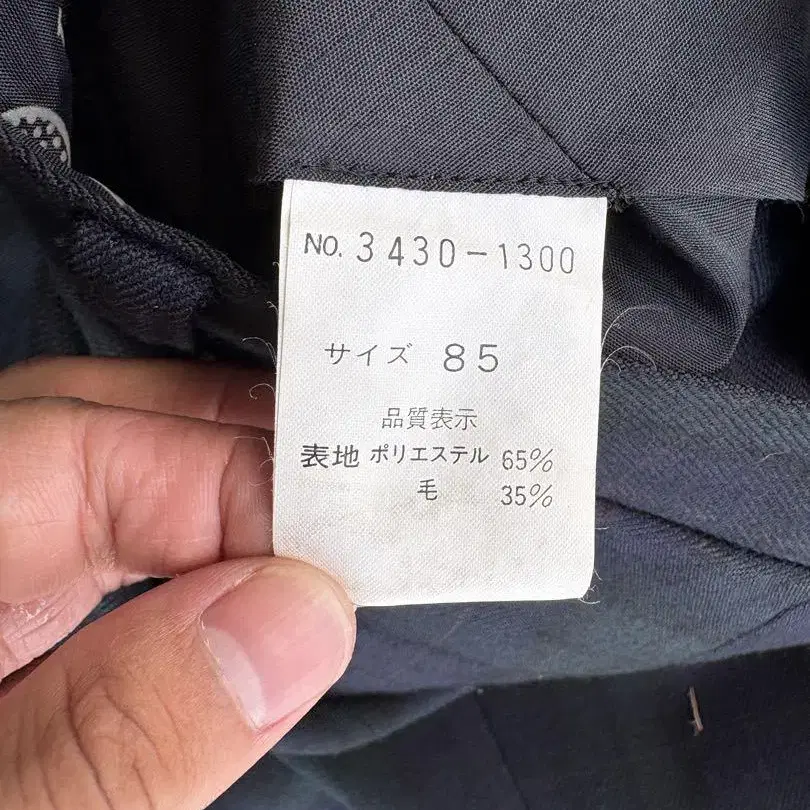 NO. 3430-1300
サイズ 85
品質表示
表地 ポリエステル 65%
毛 35%